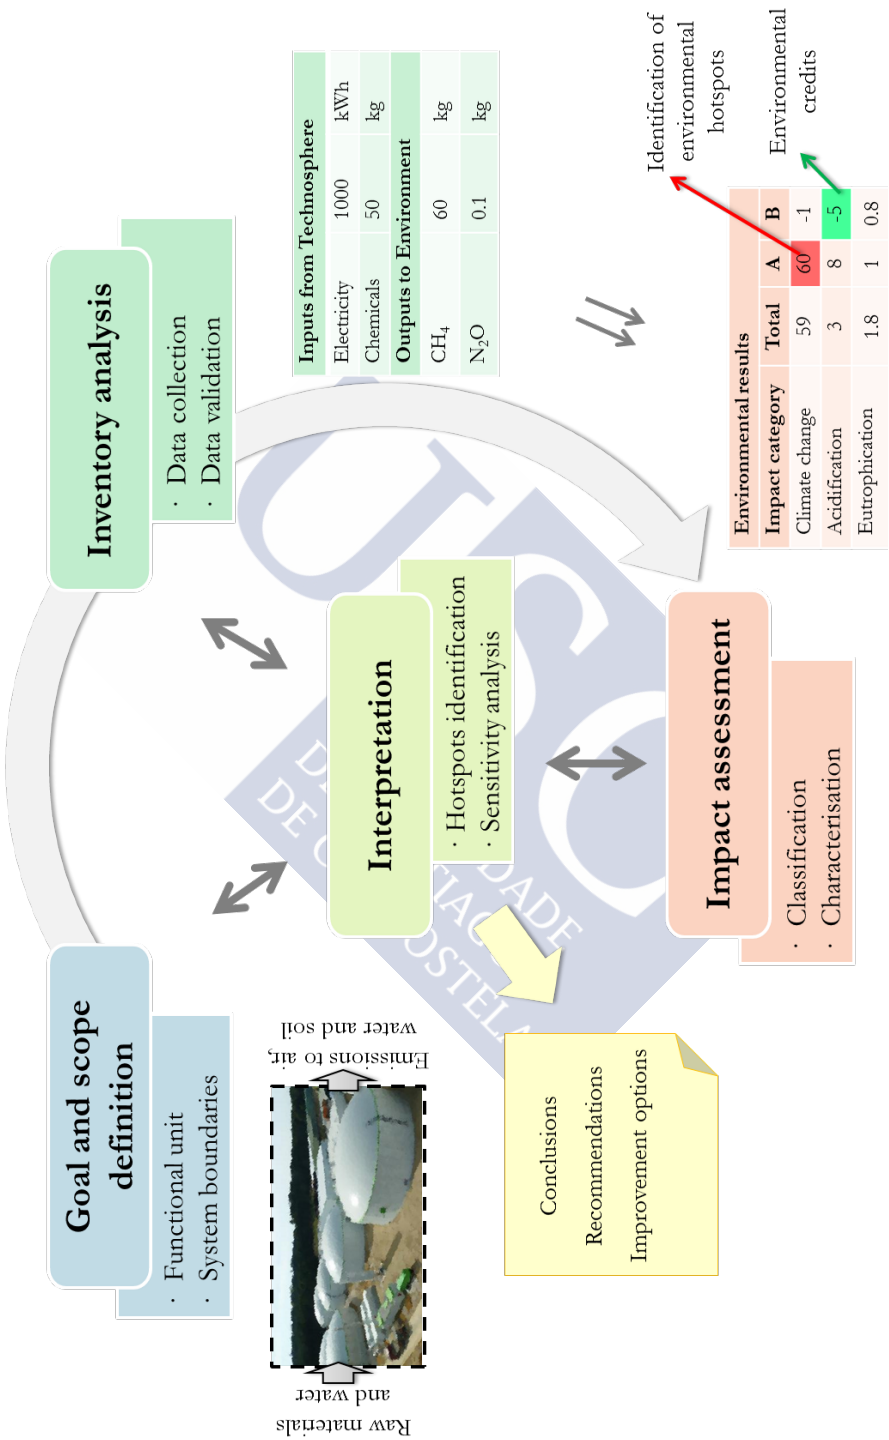 Goal and scope
definition
· Functional unit
· System boundaries
Raw materials
and water
Emissions to air,
water and soil
Inventory analysis
· Data collection
· Data validation
Inputs from Technosphere
Electricity 1000 kWh
Chemicals 50 kg
Outputs to Environment
CH₄ 60 kg
N₂O 0.1 kg
Interpretation
· Hotspots identification
· Sensitivity analysis
Conclusions
Recommendations
Improvement options
Impact assessment
· Classification
· Characterisation
Environmental results
Impact category Total A B
Climate change 59 60 -1
Acidification 3 8 -5
Eutrophication 1.8 1 0.8
Identification of
environmental
hotspots
Environmental
credits
USC